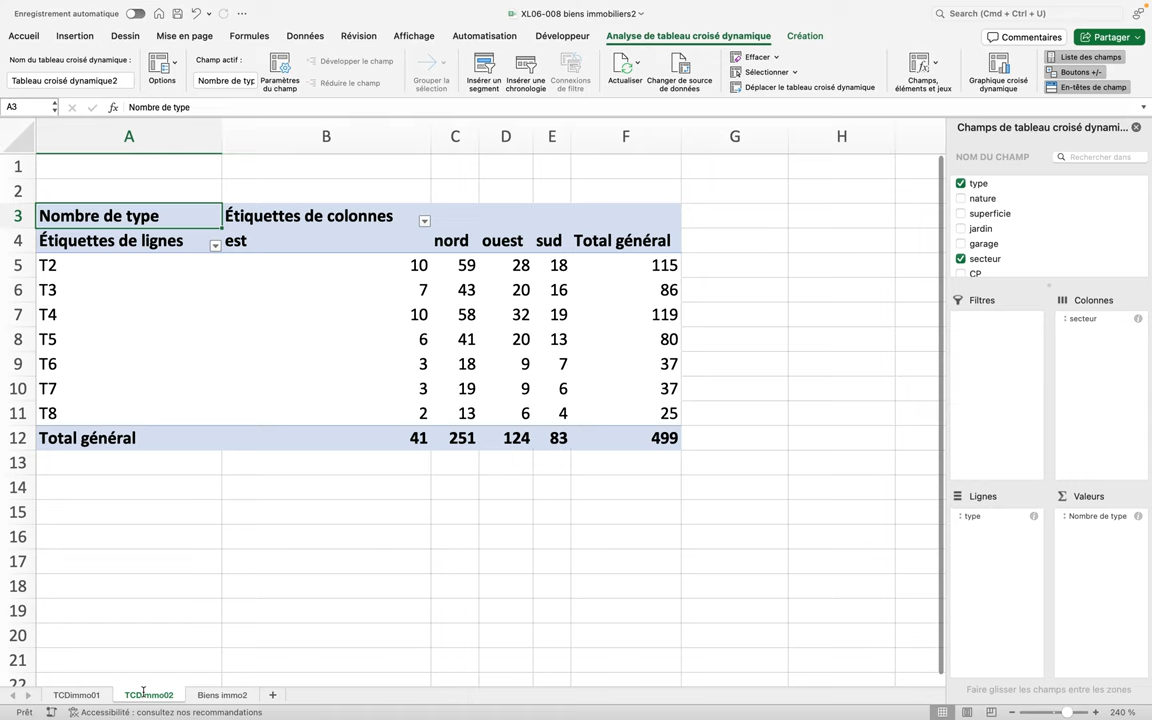 Enregistrement automatique
XL06-008 biens immobiliers2
Search (Cmd + Ctrl + U)
Accueil Insertion Dessin Mise en page Formules Données Révision Affichage Automatisation Développeur Analyse de tableau croisé dynamique Création
Commentaires
Partager
Nom du tableau croisé dynamique :
Tableau croisé dynamique2
Options
Champ actif :
Nombre de typ
Paramètres du champ
Développer le champ
Réduire le champ
Grouper la sélection
Insérer un segment
Insérer une chronologie
Connexions de filtre
Actualiser
Changer de source de données
Effacer
Sélectionner
Déplacer le tableau croisé dynamique
Champs, éléments et jeux
Graphique croisé dynamique
Liste des champs
Boutons +/-
En-têtes de champ
A3
fx
Nombre de type
A B C D E F G H
1
2
3 Nombre de type Étiquettes de colonnes
4 Étiquettes de lignes est nord ouest sud Total général
5 T2 10 59 28 18 115
6 T3 7 43 20 16 86
7 T4 10 58 32 19 119
8 T5 6 41 20 13 80
9 T6 3 18 9 7 37
10 T7 3 19 9 6 37
11 T8 2 13 6 4 25
12 Total général 41 251 124 83 499
13
14
15
16
17
18
19
20
21
22
Champs de tableau croisé dynami...
NOM DU CHAMP
Rechercher dans
type
nature
superficie
jardin
garage
secteur
CP
Filtres
Colonnes
secteur
Lignes
Valeurs
type
Nombre de type
Faire glisser les champs entre les zones
TCDimmo01 TCDimmo02 Biens immo2
Prêt
Accessibilité : consultez nos recommandations
240 %